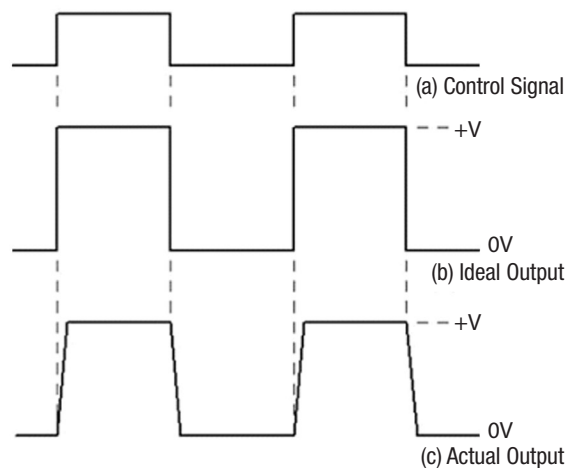 (a) Control Signal
+V
0V
(b) Ideal Output
+V
0V
(c) Actual Output